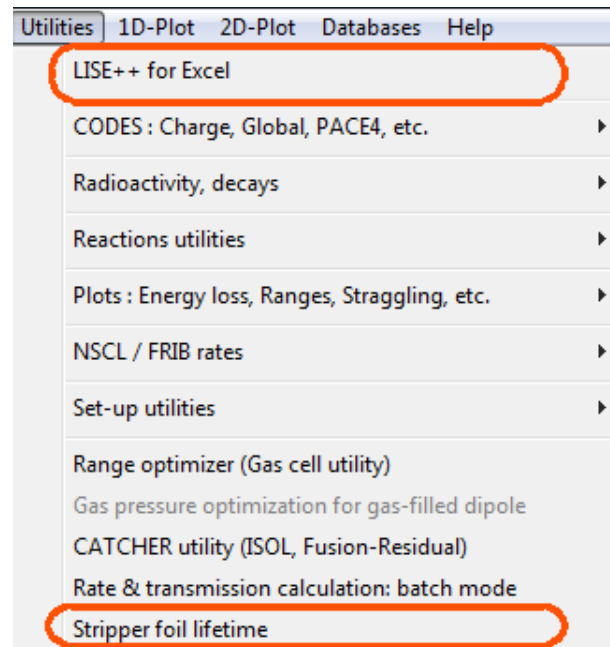 Utilities 1D-Plot 2D-Plot Databases Help
LISE++ for Excel
CODES : Charge, Global, PACE4, etc.
Radioactivity, decays
Reactions utilities
Plots : Energy loss, Ranges, Straggling, etc.
NSCL / FRIB rates
Set-up utilities
Range optimizer (Gas cell utility)
Gas pressure optimization for gas-filled dipole
CATCHER utility (ISOL, Fusion-Residual)
Rate & transmission calculation: batch mode
Stripper foil lifetime